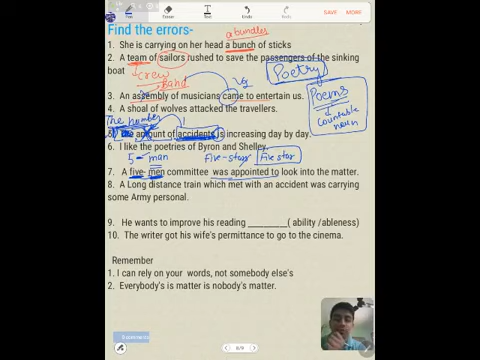 SAVE MORE
Find the errors-
a bundles
1. She is carrying on her head a bunch of sticks
2. A team of sailors rushed to save the passengers of the sinking
boat
crew
Poetry
Band
3. An assembly of musicians came to entertain us.
Poems
4. A shoal of wolves attacked the travellers.
countable
noun
The number
5. The amount of accidents is increasing day by day.
6. I like the poetries of Byron and Shelley.
5 - man
Five-star
Five star
7. A five- men committee was appointed to look into the matter.
8. A Long distance train which met with an accident was carrying
some Army personal.
9. He wants to improve his reading __________( ability /ableness)
10. The writer got his wife's permittance to go to the cinema.
Remember
1. I can rely on your words, not somebody else's
2. Everybody's is matter is nobody's matter.